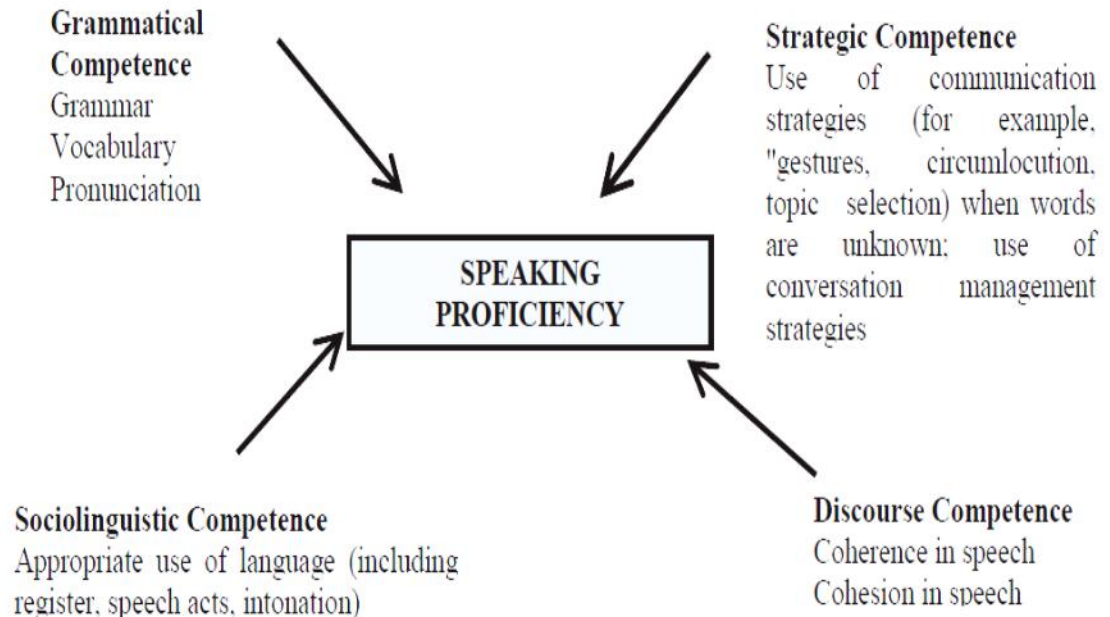 Grammatical
Competence
Grammar
Vocabulary
Pronunciation
Strategic Competence
Use of communication
strategies (for example,
"gestures, circumlocution,
topic selection) when words
are unknown; use of
conversation management
strategies
SPEAKING
PROFICIENCY
Sociolinguistic Competence
Appropriate use of language (including
register, speech acts, intonation)
Discourse Competence
Coherence in speech
Cohesion in speech